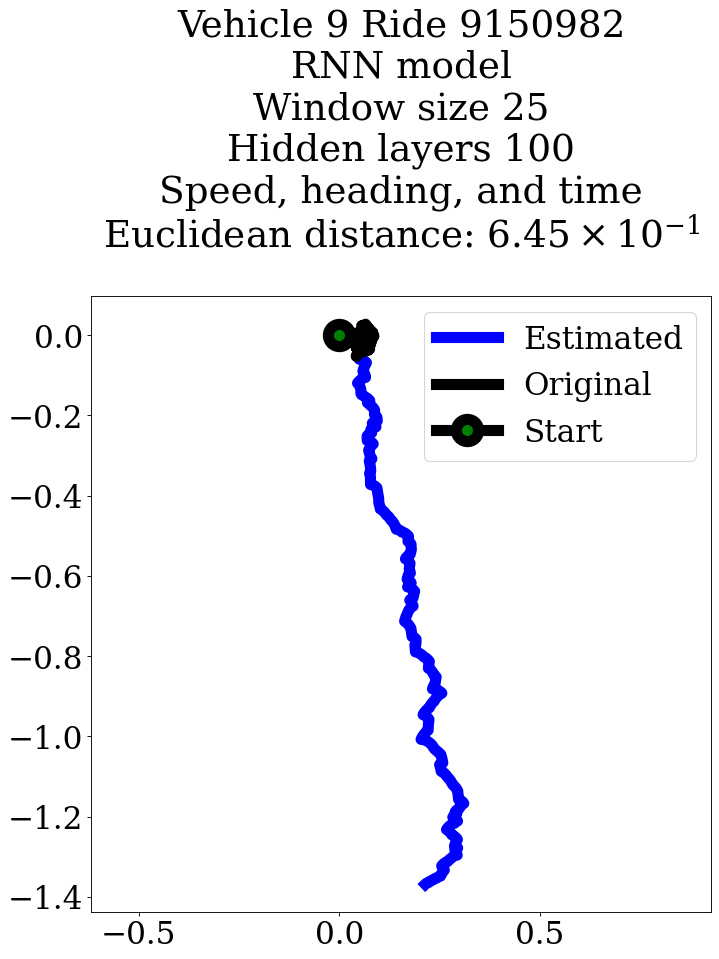 Vehicle 9 Ride 9150982
RNN model
Window size 25
Hidden layers 100
Speed, heading, and time
Euclidean distance: 6.45 × 10⁻¹
Estimated
Original
Start
0.0
−0.2
−0.4
−0.6
−0.8
−1.0
−1.2
−1.4
−0.5
0.0
0.5